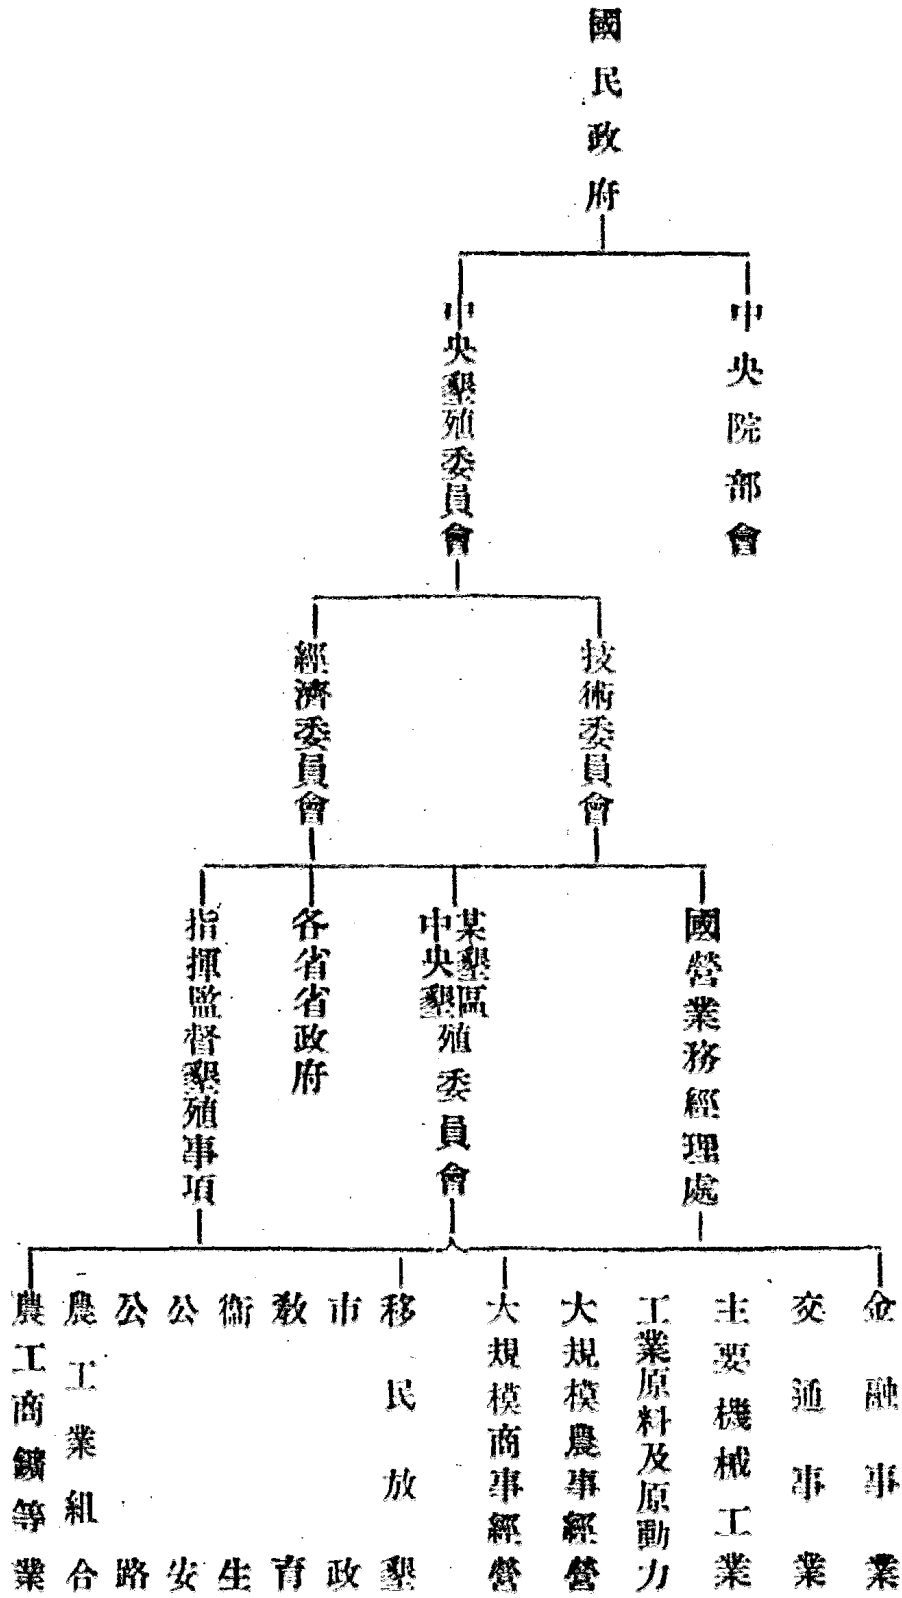 國民政府
中央院部會
中央墾殖委員會
技術委員會
經濟委員會
國營業務經理處
某墾區
中央墾殖委員會
各省省政府
指揮監督墾殖事項
金融事業
交通事業
主要機械工業
工業原料及原動力
大規模農事經營
大規模商事經營
移民放墾
市政
教育
衞生
公安
公路
農工業組合
農工商鑛等業